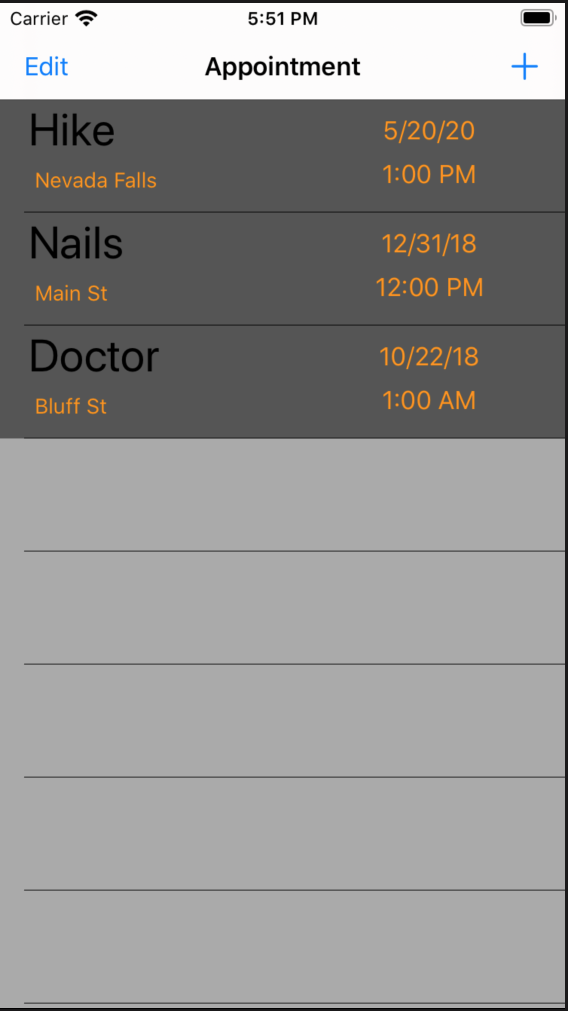 Carrier 5:51 PM
Edit Appointment +
Hike 5/20/20
Nevada Falls 1:00 PM
Nails 12/31/18
Main St 12:00 PM
Doctor 10/22/18
Bluff St 1:00 AM